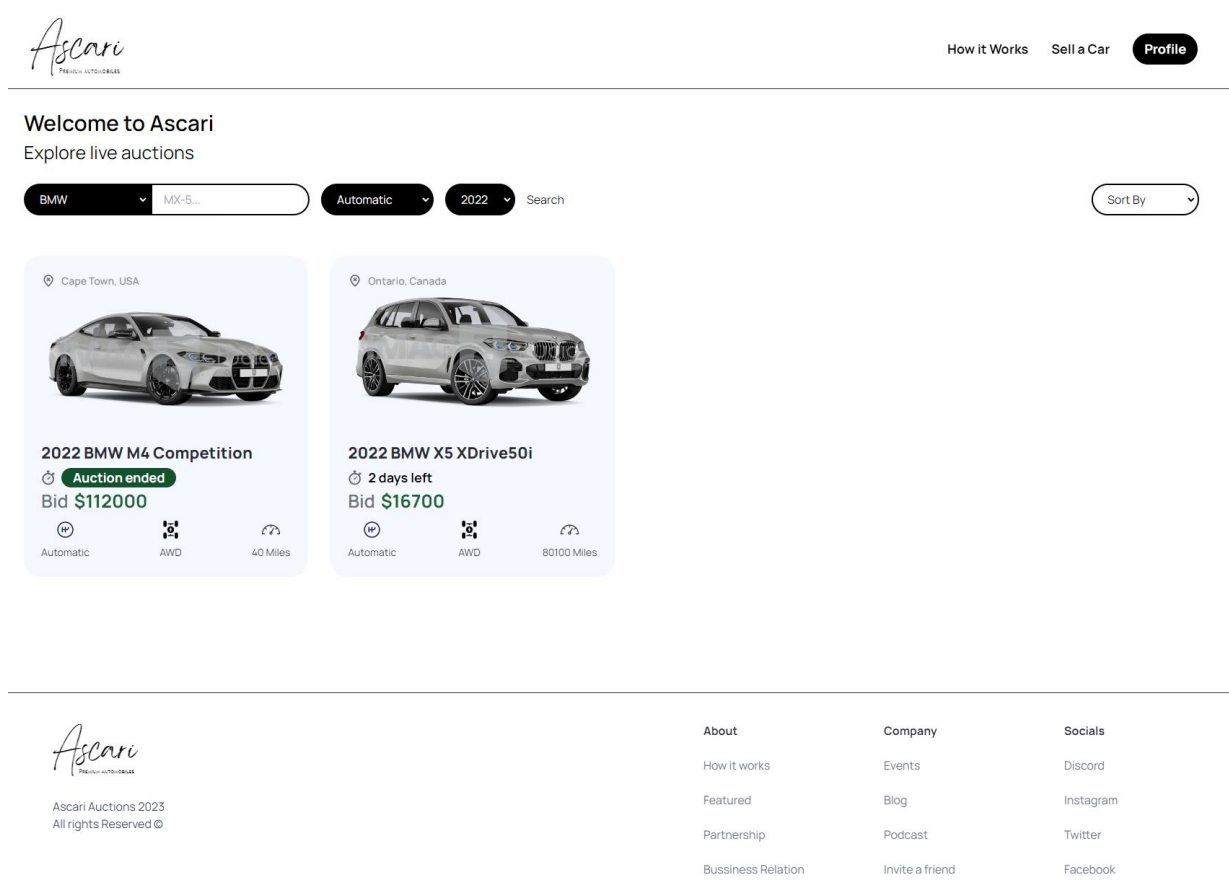 Ascari
PREMIUM AUTOMOBILES
How it Works Sell a Car Profile
Welcome to Ascari
Explore live auctions
BMW MX-5... Automatic 2022 Search Sort By
Cape Town, USA
2022 BMW M4 Competition
Auction ended
Bid $112000
Automatic AWD 40 Miles
Ontario, Canada
2022 BMW X5 XDrive50i
2 days left
Bid $16700
Automatic AWD 80100 Miles
Ascari
PREMIUM AUTOMOBILES
Ascari Auctions 2023
All rights Reserved ©
About
How it works
Featured
Partnership
Bussiness Relation
Company
Events
Blog
Podcast
Invite a friend
Socials
Discord
Instagram
Twitter
Facebook